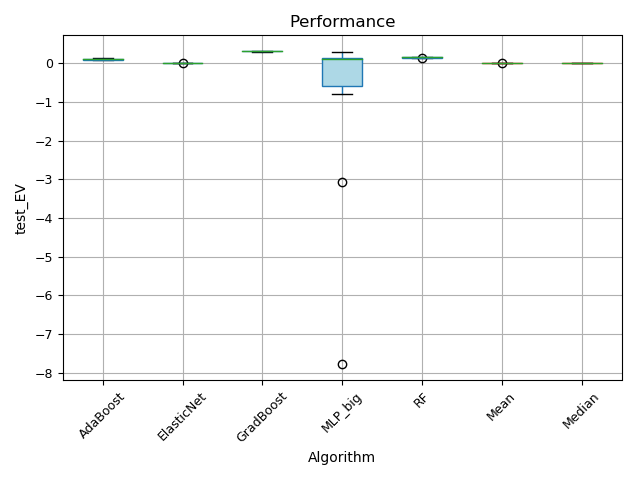 Performance
test_EV
0
−1
−2
−3
−4
−5
−6
−7
−8
AdaBoost
ElasticNet
GradBoost
MLP_big
RF
Mean
Median
Algorithm